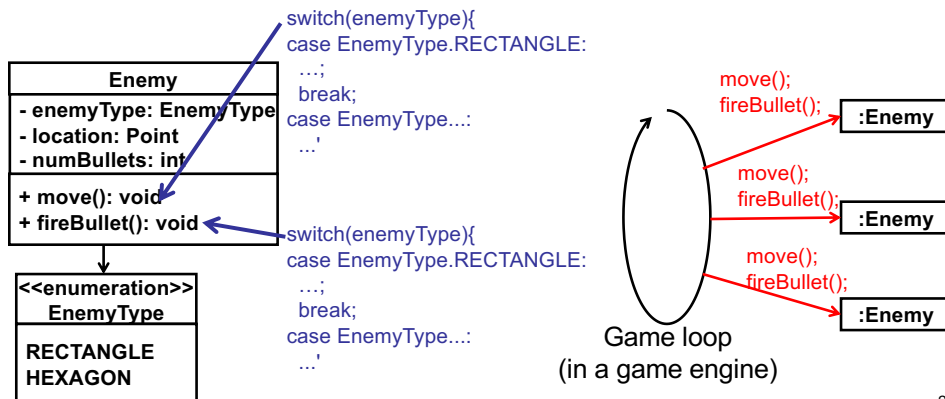 switch(enemyType){
case EnemyType.RECTANGLE:
…;
break;
case EnemyType...:
...'
Enemy
- enemyType: EnemyType
- location: Point
- numBullets: int
+ move(): void
+ fireBullet(): void
switch(enemyType){
case EnemyType.RECTANGLE:
…;
break;
case EnemyType...:
...'
<<enumeration>>
EnemyType
RECTANGLE
HEXAGON
move();
fireBullet();
:Enemy
move();
fireBullet();
:Enemy
move();
fireBullet();
:Enemy
Game loop
(in a game engine)